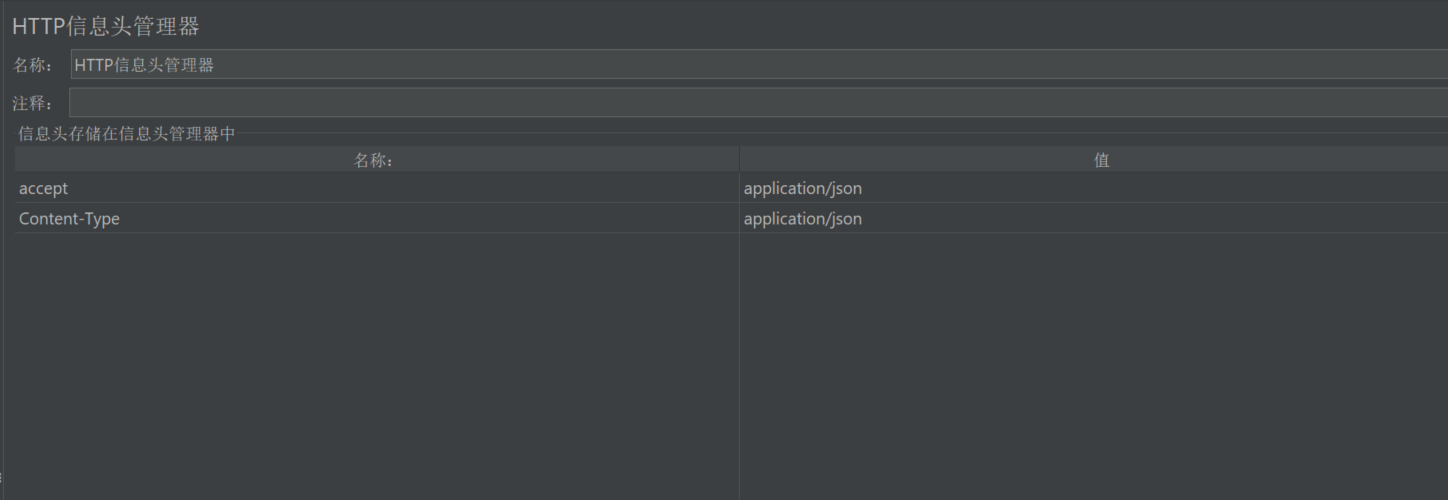 HTTP信息头管理器
名称： HTTP信息头管理器
注释：
信息头存储在信息头管理器中
名称： 值
accept application/json
Content-Type application/json